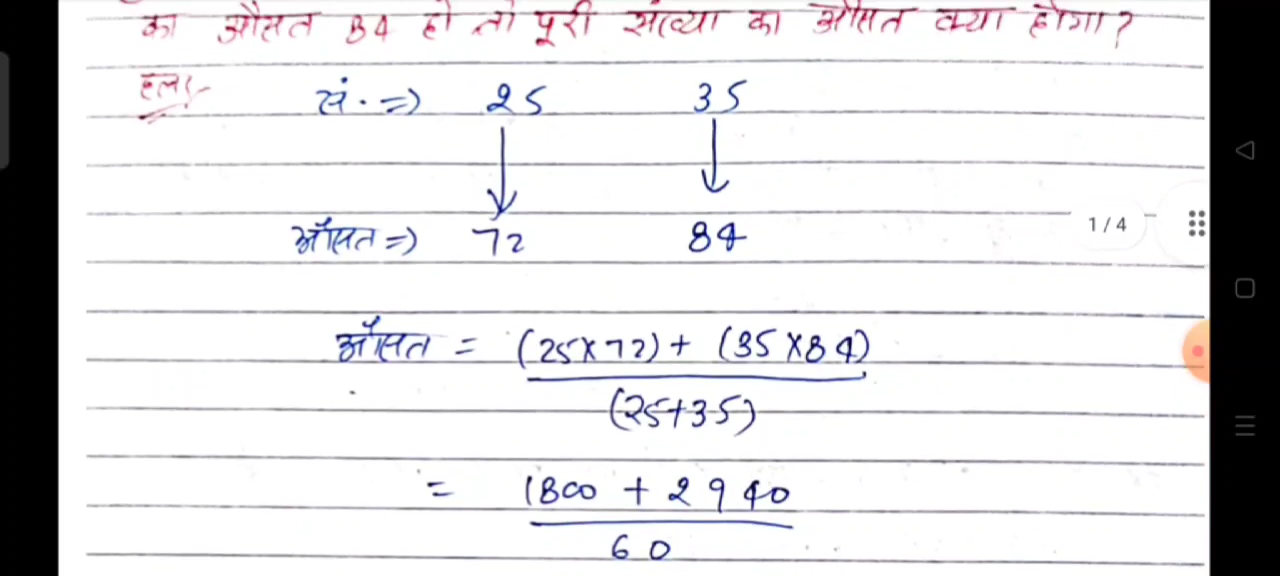 का औसत 84 हो तो पूरी संख्या का औसत क्या होगा?
हल:-
सं. => 25 35
औसत => 72 84
1/4
औसत = (25×72) + (35×84)
(25+35)
= 1800 + 2940
60